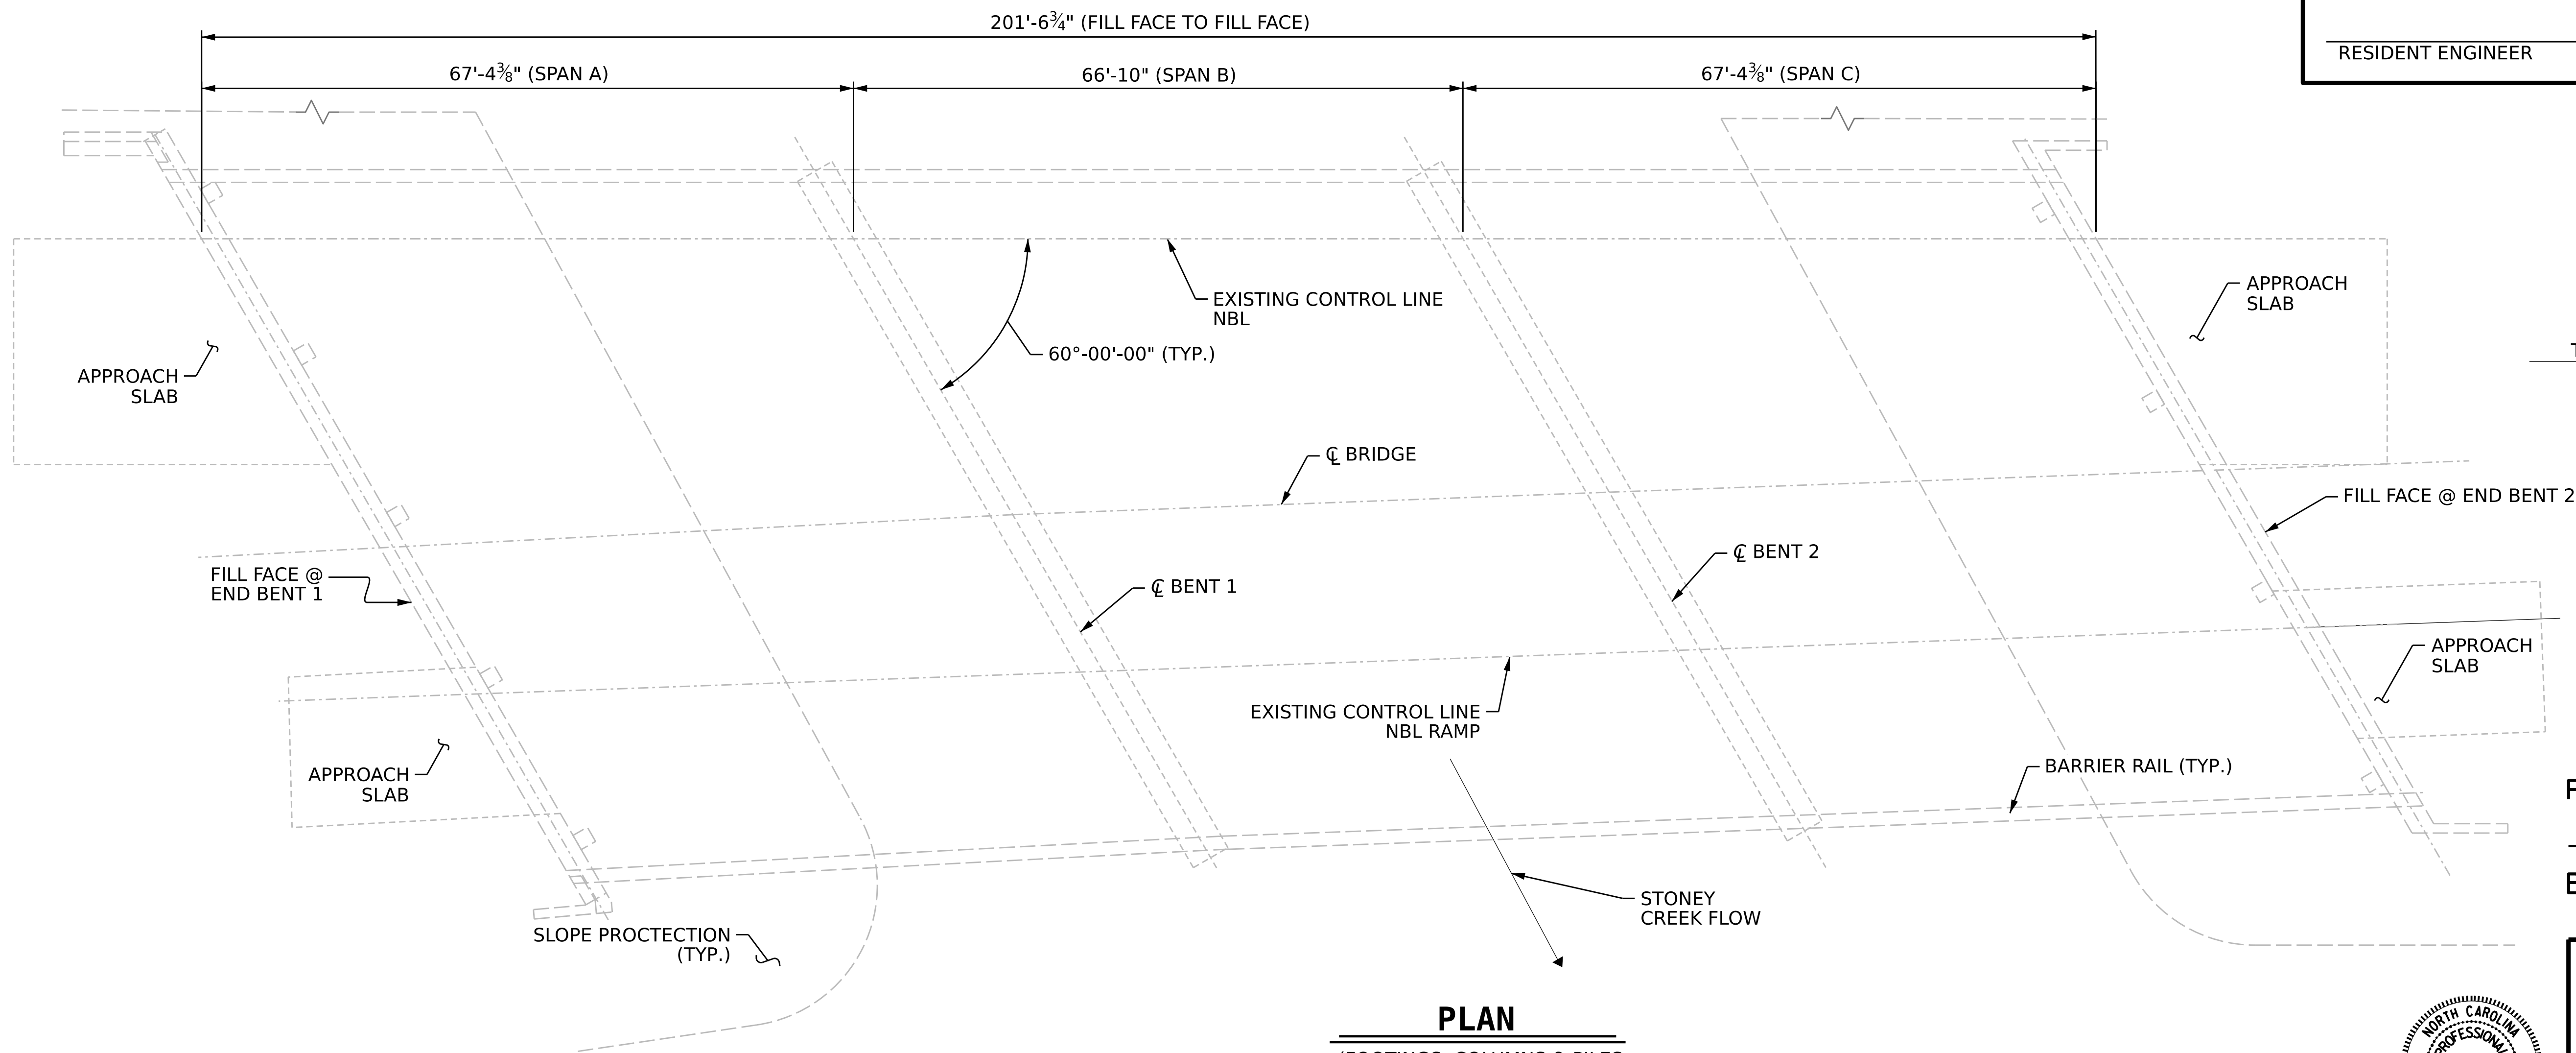 201'-6¾" (FILL FACE TO FILL FACE)
RESIDENT ENGINEER
67'-4⅜" (SPAN A)
66'-10" (SPAN B)
67'-4⅜" (SPAN C)
EXISTING CONTROL LINE
NBL
60°-00'-00" (TYP.)
APPROACH
SLAB
APPROACH
SLAB
℄ BRIDGE
FILL FACE @ END BENT 2
℄ BENT 2
FILL FACE @
END BENT 1
℄ BENT 1
APPROACH
SLAB
EXISTING CONTROL LINE
NBL RAMP
APPROACH
SLAB
BARRIER RAIL (TYP.)
STONEY
CREEK FLOW
SLOPE PROCTECTION
(TYP.)
PLAN
NORTH CAROLINA
PROFESSIONAL